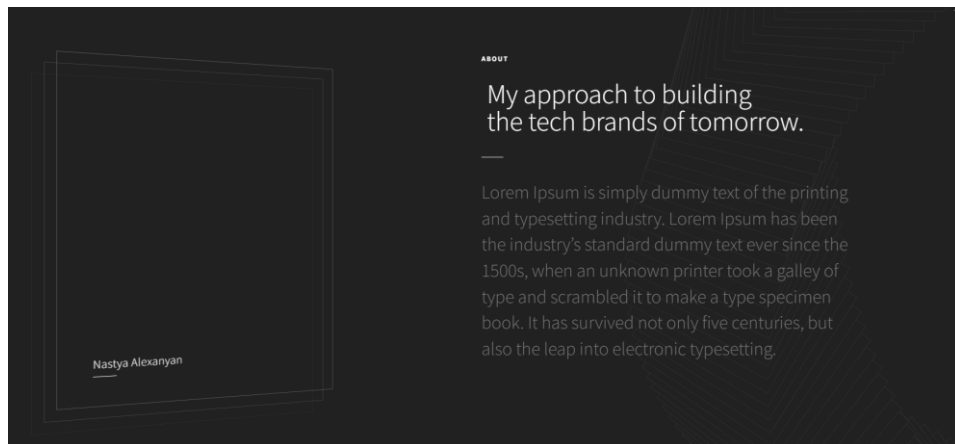 ABOUT
My approach to building
the tech brands of tomorrow.
Lorem Ipsum is simply dummy text of the printing
and typesetting industry. Lorem Ipsum has been
the industry’s standard dummy text ever since the
1500s, when an unknown printer took a galley of
type and scrambled it to make a type specimen
book. It has survived not only five centuries, but
also the leap into electronic typesetting.
Nastya Alexanyan